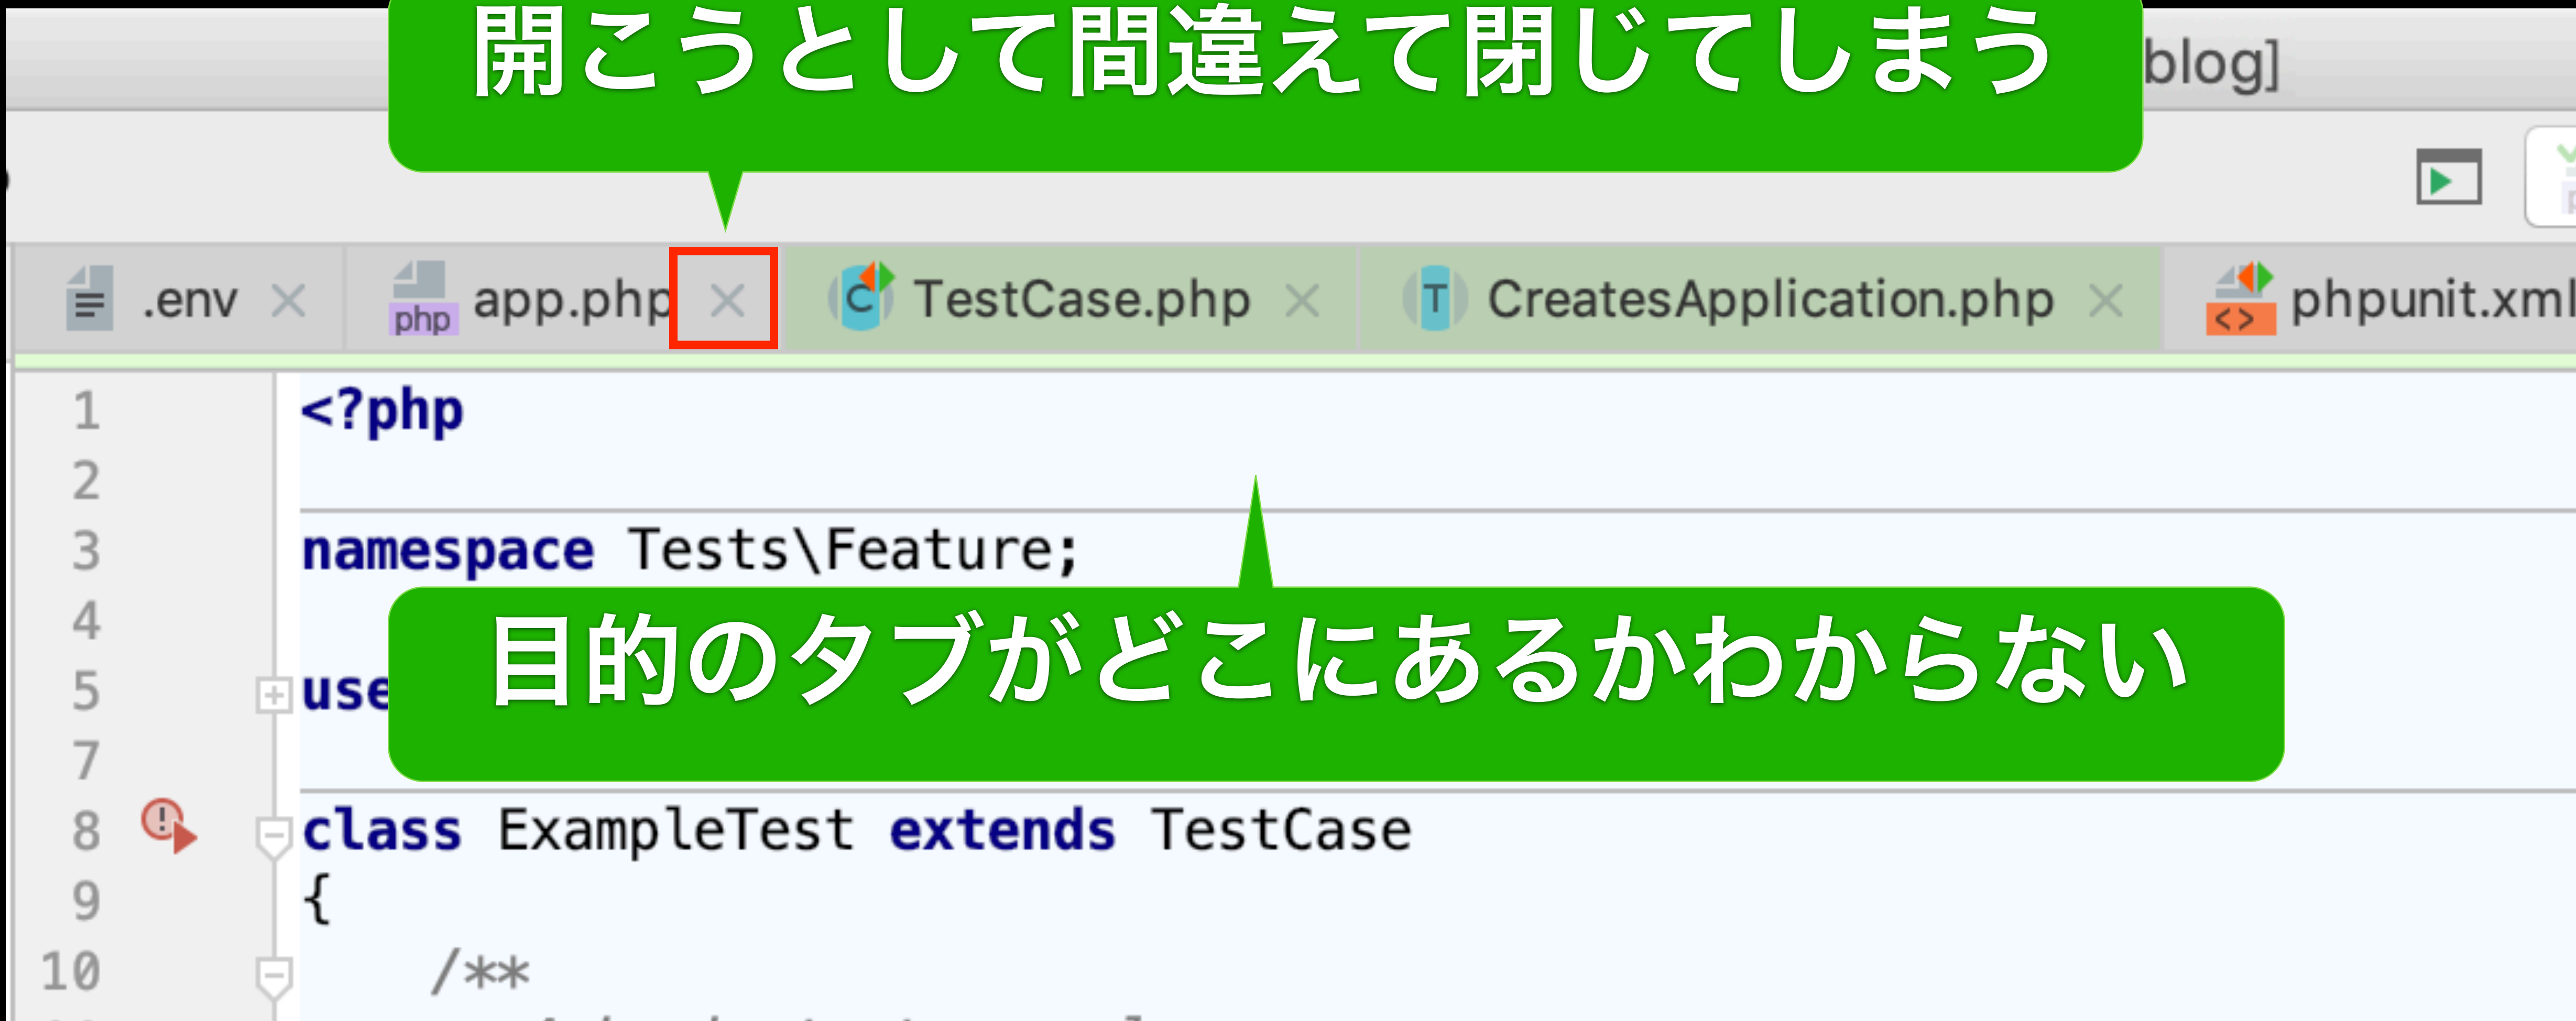 開こうとして間違えて閉じてしまう
blog]
.env app.php TestCase.php CreatesApplication.php phpunit.xml
1 <?php
2
3 namespace Tests\Feature;
4
目的のタブがどこにあるかわからない
5 use
7
8 class ExampleTest extends TestCase
9 {
10 /**